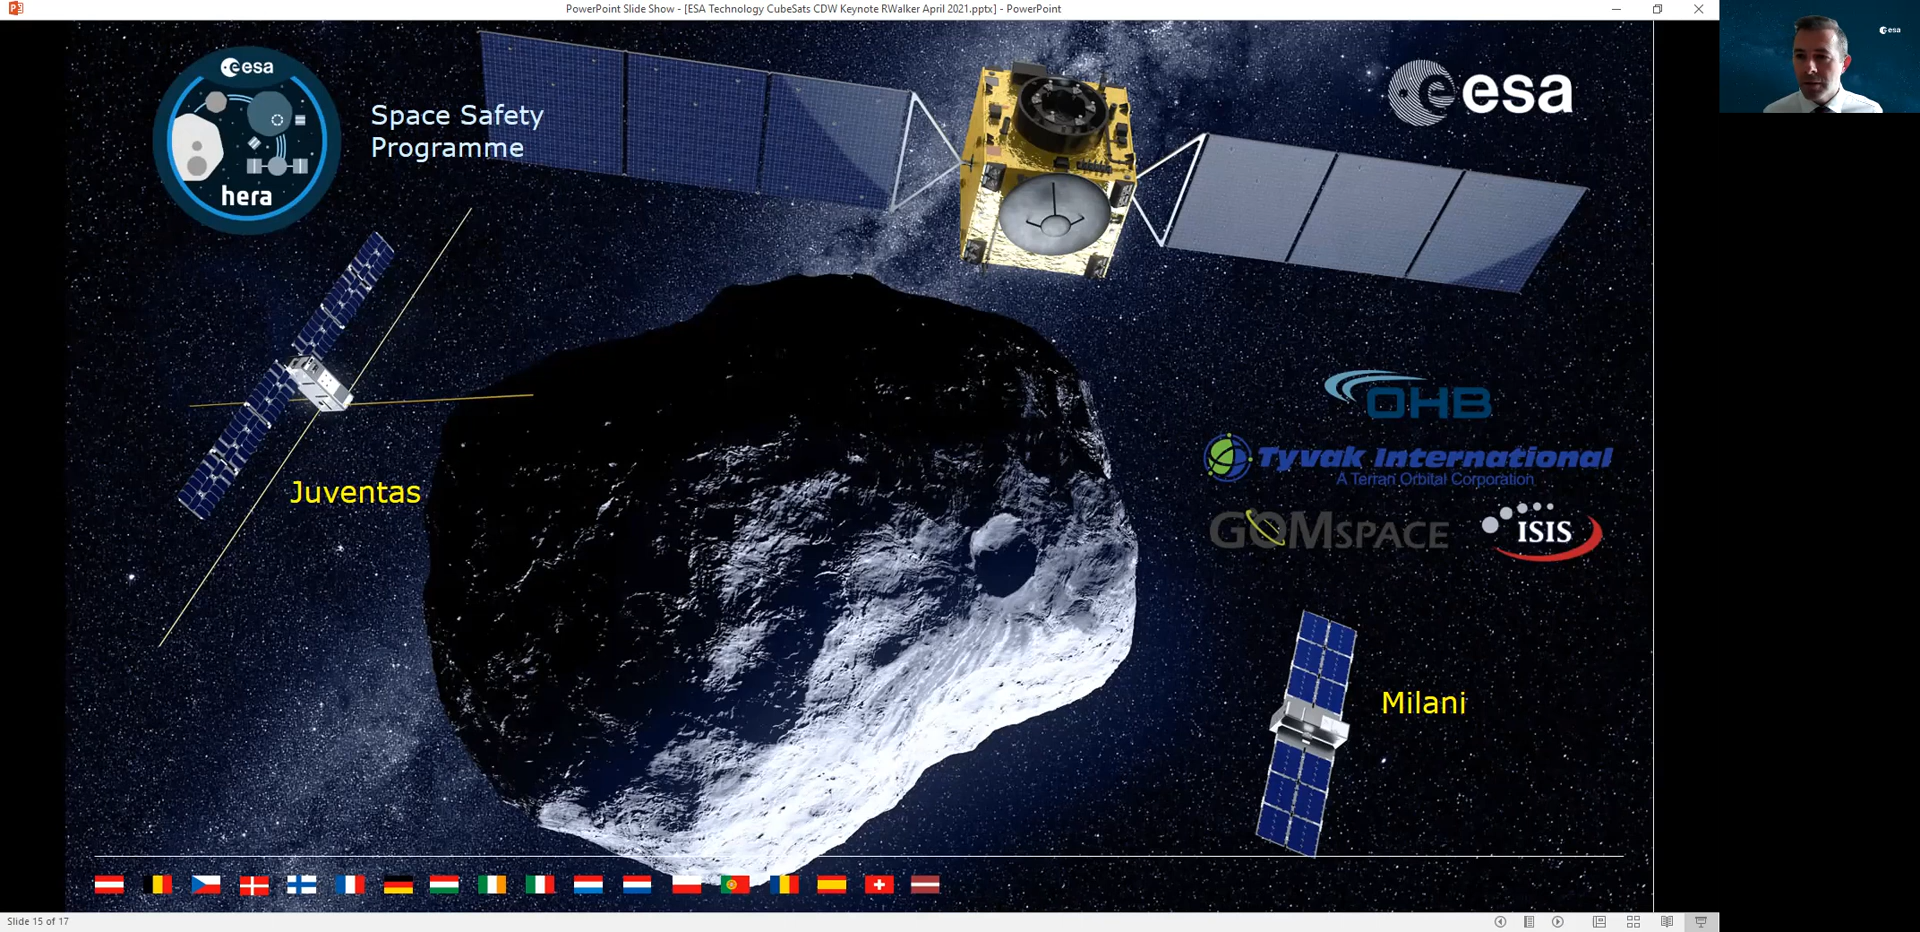 PowerPoint Slide Show - [ESA Technology CubeSats CDW Keynote RWalker April 2021.pptx] - PowerPoint
esa
esa
hera
Space Safety
Programme
esa
Juventas
OHB
Tyvak International
A Terran Orbital Corporation
GOMSPACE
ISIS
Milani
Slide 15 of 17